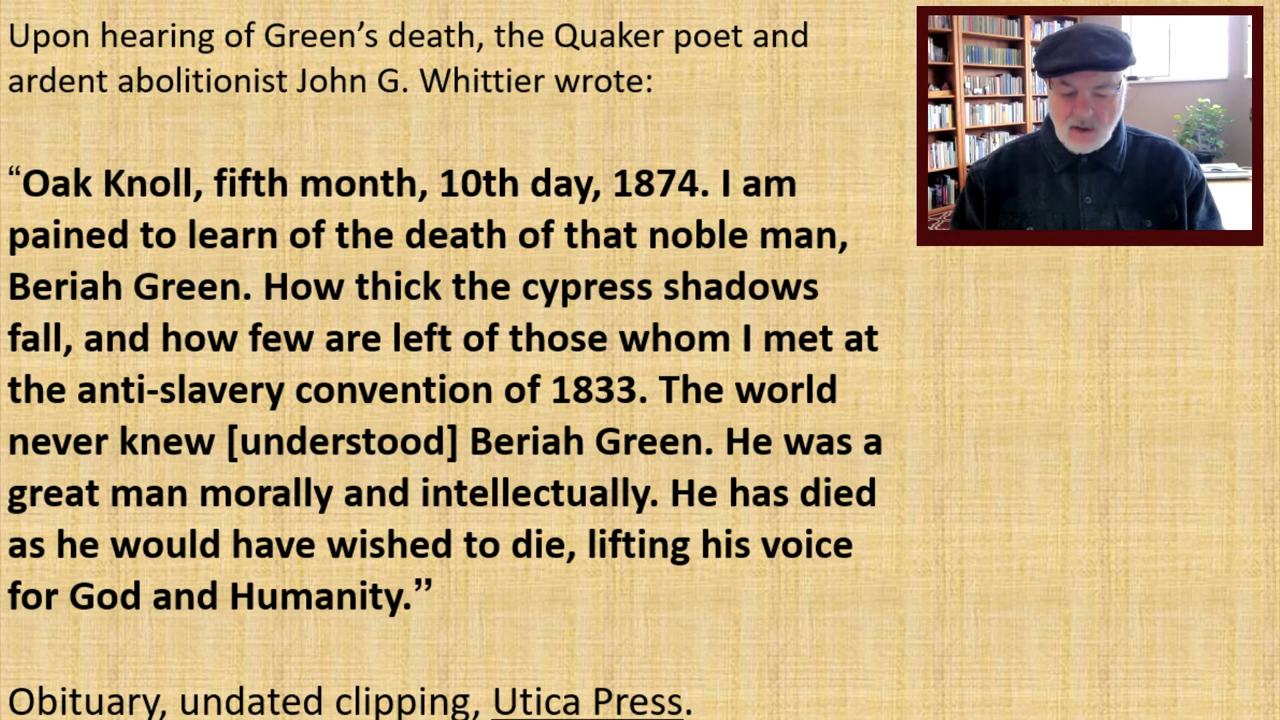 Upon hearing of Green’s death, the Quaker poet and
ardent abolitionist John G. Whittier wrote:
“Oak Knoll, fifth month, 10th day, 1874. I am
pained to learn of the death of that noble man,
Beriah Green. How thick the cypress shadows
fall, and how few are left of those whom I met at
the anti-slavery convention of 1833. The world
never knew [understood] Beriah Green. He was a
great man morally and intellectually. He has died
as he would have wished to die, lifting his voice
for God and Humanity.”
Obituary, undated clipping, Utica Press.